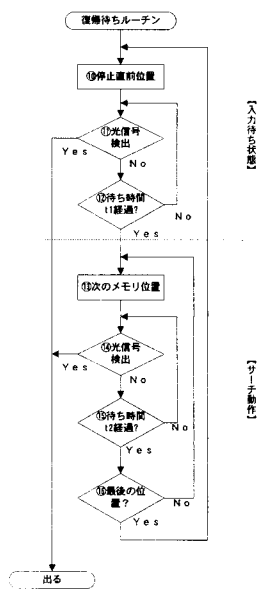 復帰待ちルーチン
⑩停止直前位置
⑪光信号
検出
Yes
No
⑫待ち時間
t1経過?
No
Yes
【入力待ち状態】
⑬次のメモリ位置
⑭光信号
検出
Yes
No
⑮待ち時間
t2経過?
No
Yes
⑯最後の位
置?
No
Yes
【サーチ動作】
出る